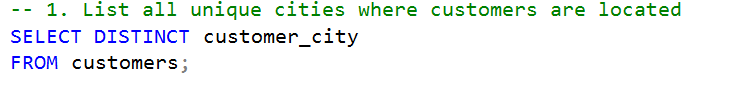 -- 1. List all unique cities where customers are located
SELECT DISTINCT customer_city
FROM customers;